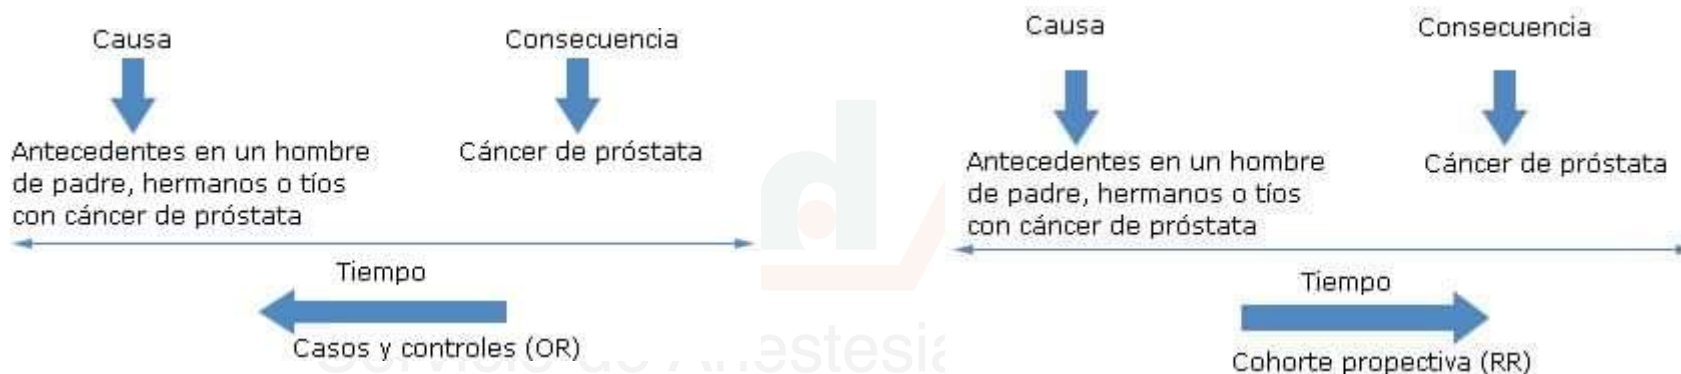 Causa
Consecuencia
Antecedentes en un hombre
de padre, hermanos o tíos
con cáncer de próstata
Cáncer de próstata
Tiempo
Casos y controles (OR)
Causa
Consecuencia
Antecedentes en un hombre
de padre, hermanos o tíos
con cáncer de próstata
Cáncer de próstata
Tiempo
Cohorte propectiva (RR)